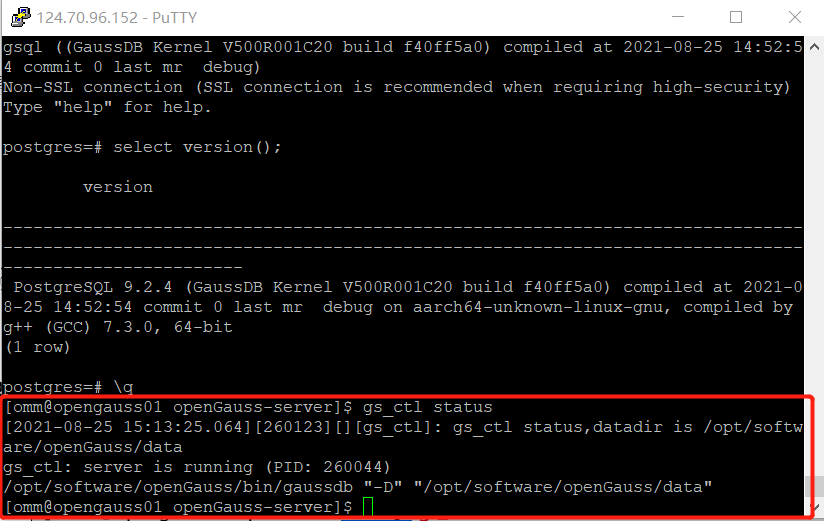 124.70.96.152 - PuTTY
gsql ((GaussDB Kernel V500R001C20 build f40ff5a0) compiled at 2021-08-25 14:52:5
4 commit 0 last mr  debug)
Non-SSL connection (SSL connection is recommended when requiring high-security)
Type "help" for help.
postgres=# select version();
version
--------------------------------------------------------------------------------
--------------------------------------------------------------------------------
------------------------
PostgreSQL 9.2.4 (GaussDB Kernel V500R001C20 build f40ff5a0) compiled at 2021-0
8-25 14:52:54 commit 0 last mr  debug on aarch64-unknown-linux-gnu, compiled by
g++ (GCC) 7.3.0, 64-bit
(1 row)
postgres=# \q
[omm@opengauss01 openGauss-server]$ gs_ctl status
[2021-08-25 15:13:25.064][260123][][gs_ctl]: gs_ctl status,datadir is /opt/softw
are/openGauss/data
gs_ctl: server is running (PID: 260044)
/opt/software/openGauss/bin/gaussdb "-D" "/opt/software/openGauss/data"
[omm@opengauss01 openGauss-server]$